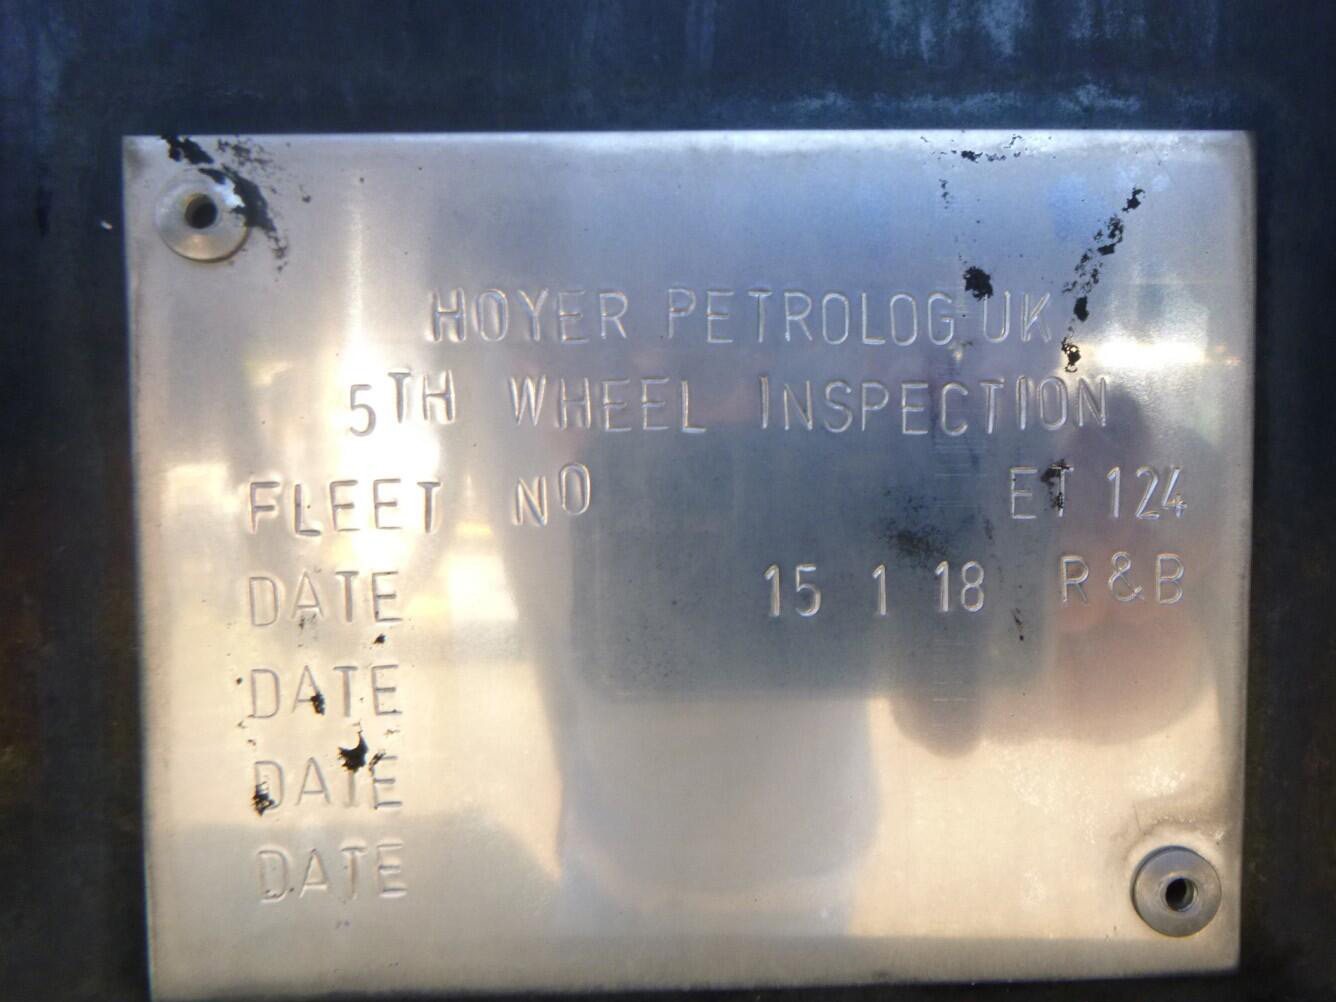 HOYER PETROLOG UK
5TH WHEEL INSPECTION
FLEET NO ET 124
DATE 15 1 18 R&B
DATE
DATE
DATE